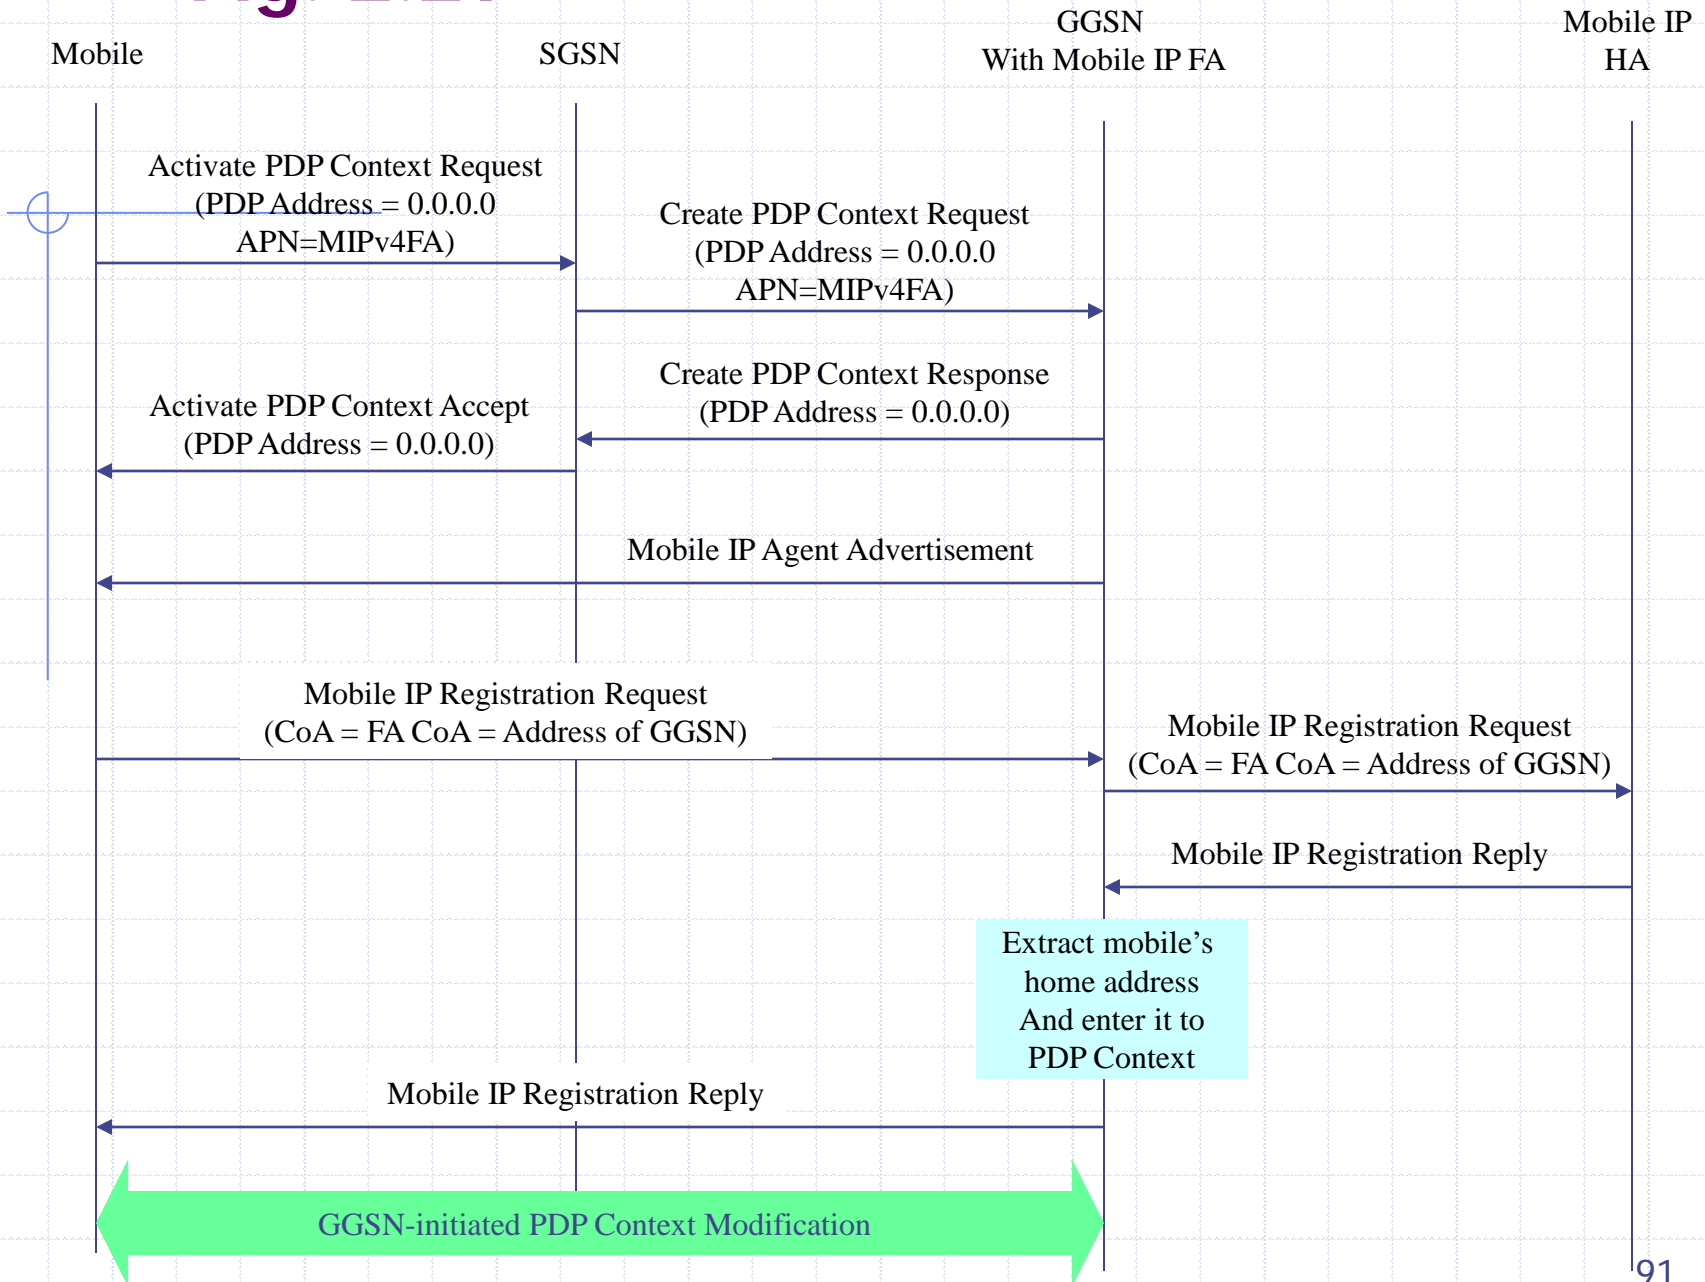 Mobile
SGSN
GGSN
With Mobile IP FA
Mobile IP
HA
Activate PDP Context Request
(PDP Address = 0.0.0.0
APN=MIPv4FA)
Create PDP Context Request
(PDP Address = 0.0.0.0
APN=MIPv4FA)
Create PDP Context Response
(PDP Address = 0.0.0.0)
Activate PDP Context Accept
(PDP Address = 0.0.0.0)
Mobile IP Agent Advertisement
Mobile IP Registration Request
(CoA = FA CoA = Address of GGSN)
Mobile IP Registration Request
(CoA = FA CoA = Address of GGSN)
Mobile IP Registration Reply
Extract mobile’s
home address
And enter it to
PDP Context
Mobile IP Registration Reply
GGSN-initiated PDP Context Modification
91